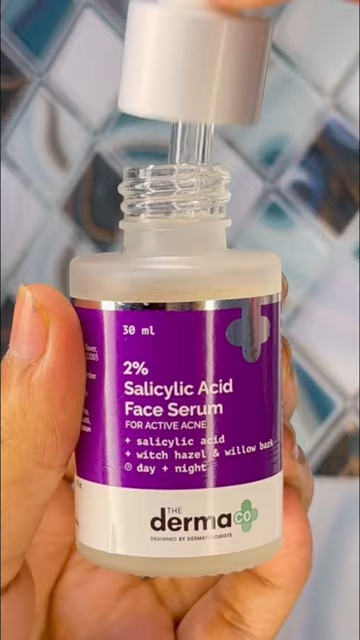 30 ml
2%
Salicylic Acid
Face Serum
FOR ACTIVE ACNE
+ salicylic acid
+ witch hazel & willow bark
day + night
THE
derma co
DESIGNED BY DERMATOLOGISTS